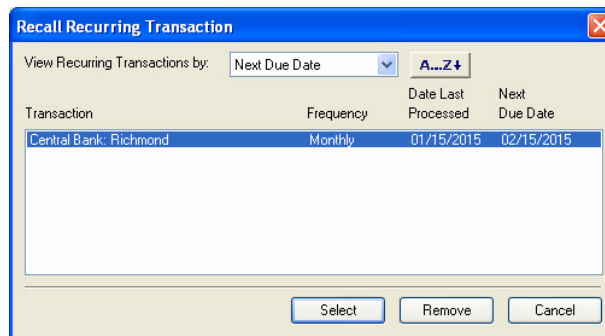 Recall Recurring Transaction
View Recurring Transactions by: Next Due Date A...Z↓
Date Last Next
Transaction Frequency Processed Due Date
Central Bank: Richmond Monthly 01/15/2015 02/15/2015
Select Remove Cancel